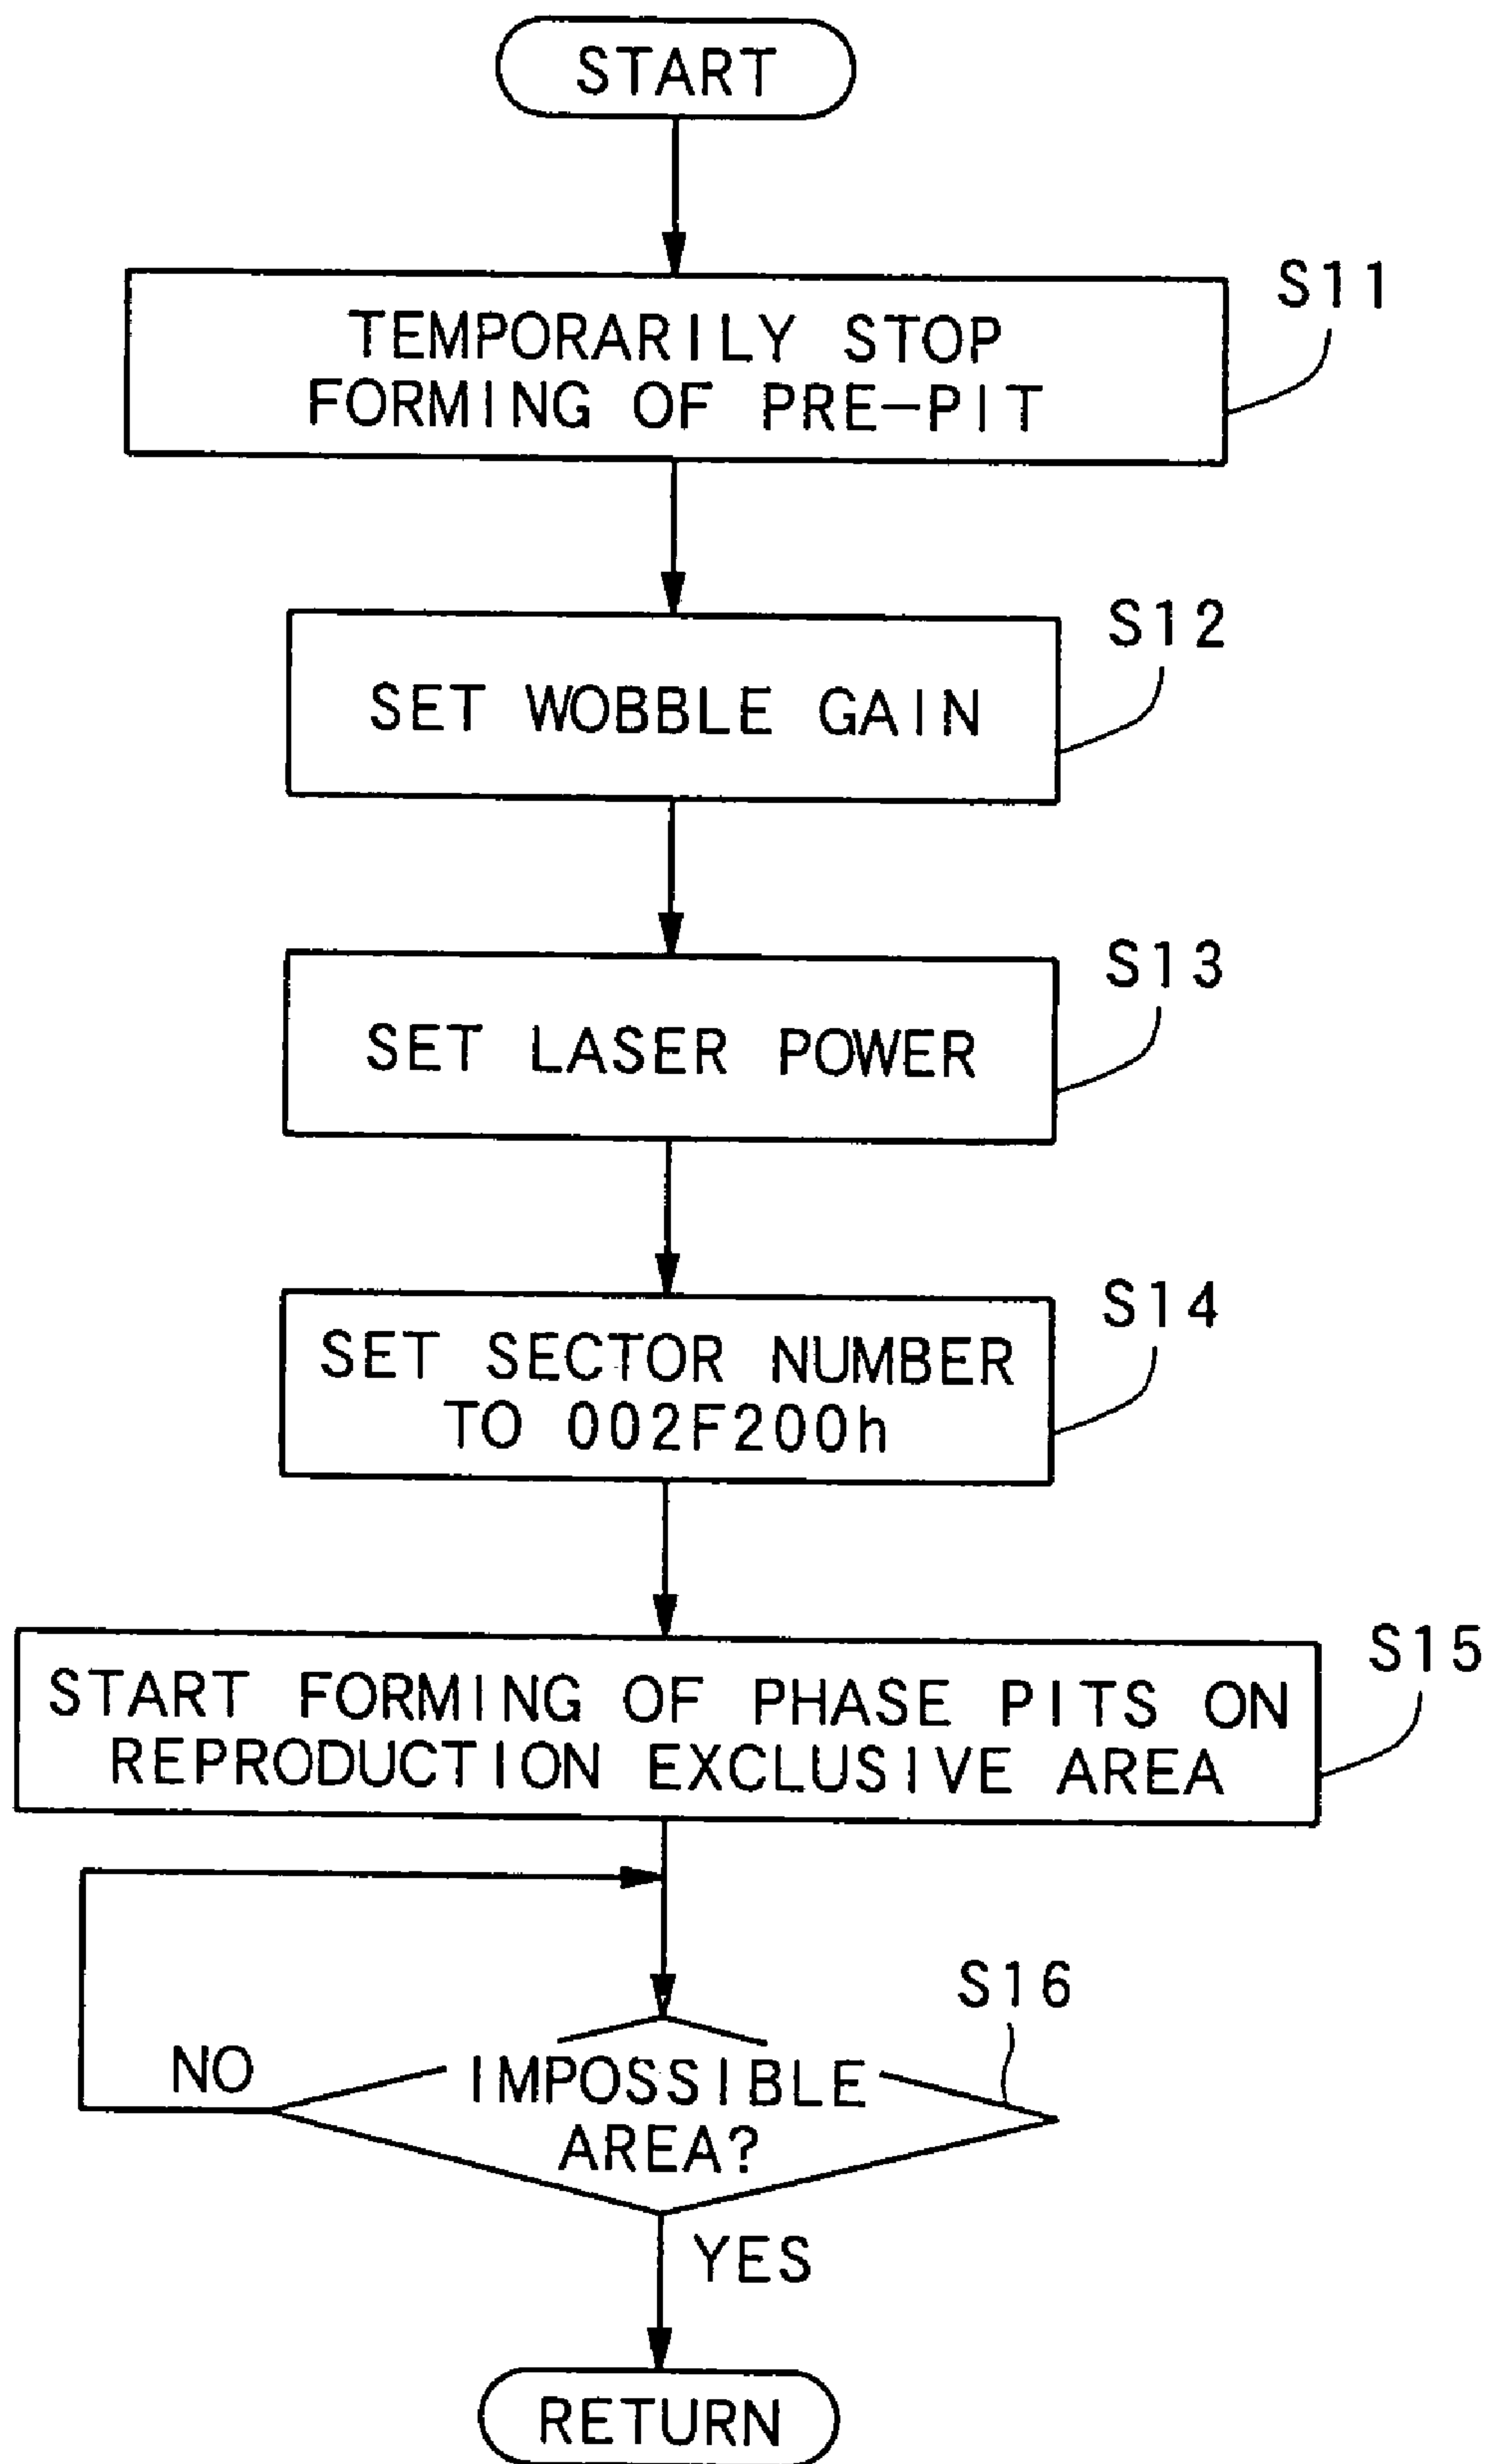 START
S11
TEMPORARILY STOP
FORMING OF PRE-PIT
S12
SET WOBBLE GAIN
S13
SET LASER POWER
S14
SET SECTOR NUMBER
TO 002F200h
S15
START FORMING OF PHASE PITS ON
REPRODUCTION EXCLUSIVE AREA
S16
NO
IMPOSSIBLE
AREA?
YES
RETURN